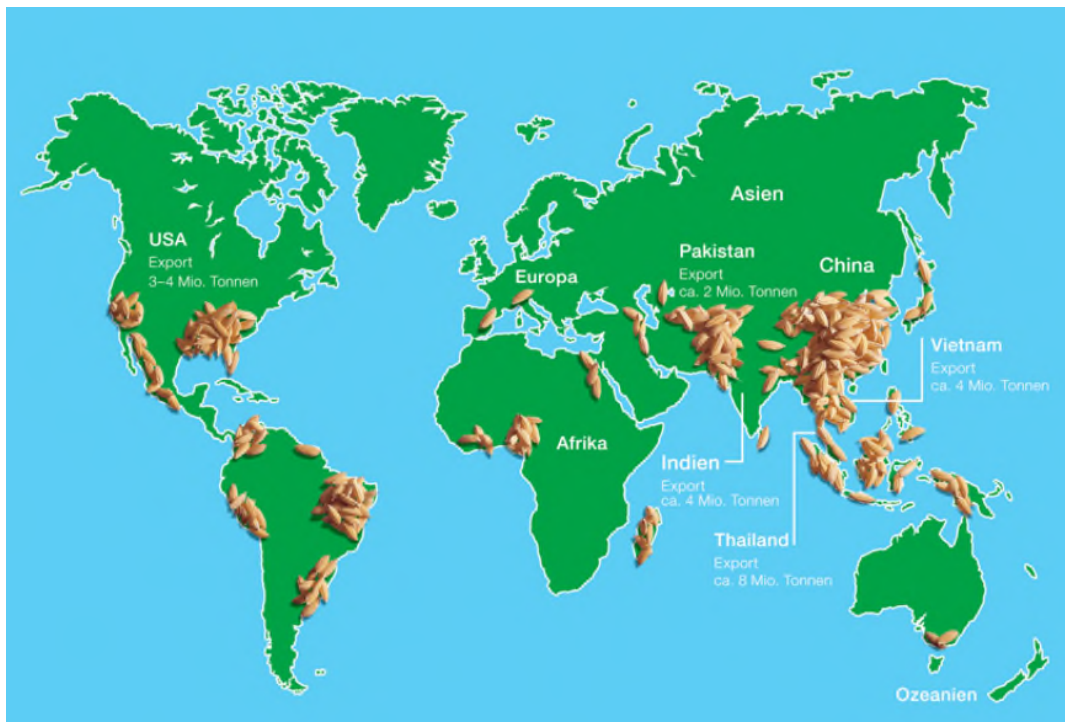 Asien
USA
Export
3–4 Mio. Tonnen
Pakistan
Export
ca. 2 Mio. Tonnen
China
Europa
Vietnam
Export
ca. 4 Mio. Tonnen
Afrika
Indien
Export
ca. 4 Mio. Tonnen
Thailand
Export
ca. 8 Mio. Tonnen
Ozeanien